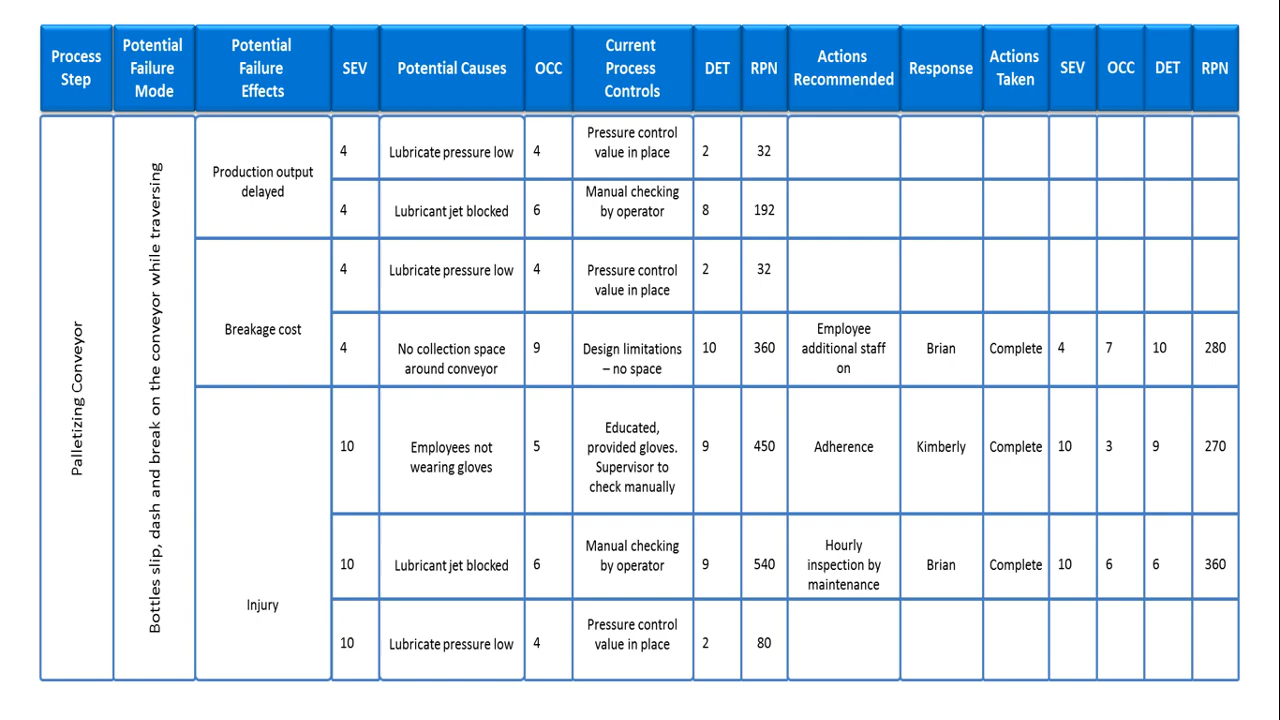 Process
Step
Potential
Failure
Mode
Potential
Failure
Effects
SEV
Potential Causes
OCC
Current
Process
Controls
DET
RPN
Actions
Recommended
Response
Actions
Taken
SEV
OCC
DET
RPN
Palletizing Conveyor
Bottles slip, dash and break on the conveyor while traversing
Production output
delayed
4
Lubricate pressure low
4
Pressure control
value in place
2
32
4
Lubricant jet blocked
6
Manual checking
by operator
8
192
Breakage cost
4
Lubricate pressure low
4
Pressure control
value in place
2
32
4
No collection space
around conveyor
9
Design limitations
– no space
10
360
Employee
additional staff
on
Brian
Complete
4
7
10
280
Injury
10
Employees not
wearing gloves
5
Educated,
provided gloves.
Supervisor to
check manually
9
450
Adherence
Kimberly
Complete
10
3
9
270
10
Lubricant jet blocked
6
Manual checking
by operator
9
540
Hourly
inspection by
maintenance
Brian
Complete
10
6
6
360
10
Lubricate pressure low
4
Pressure control
value in place
2
80